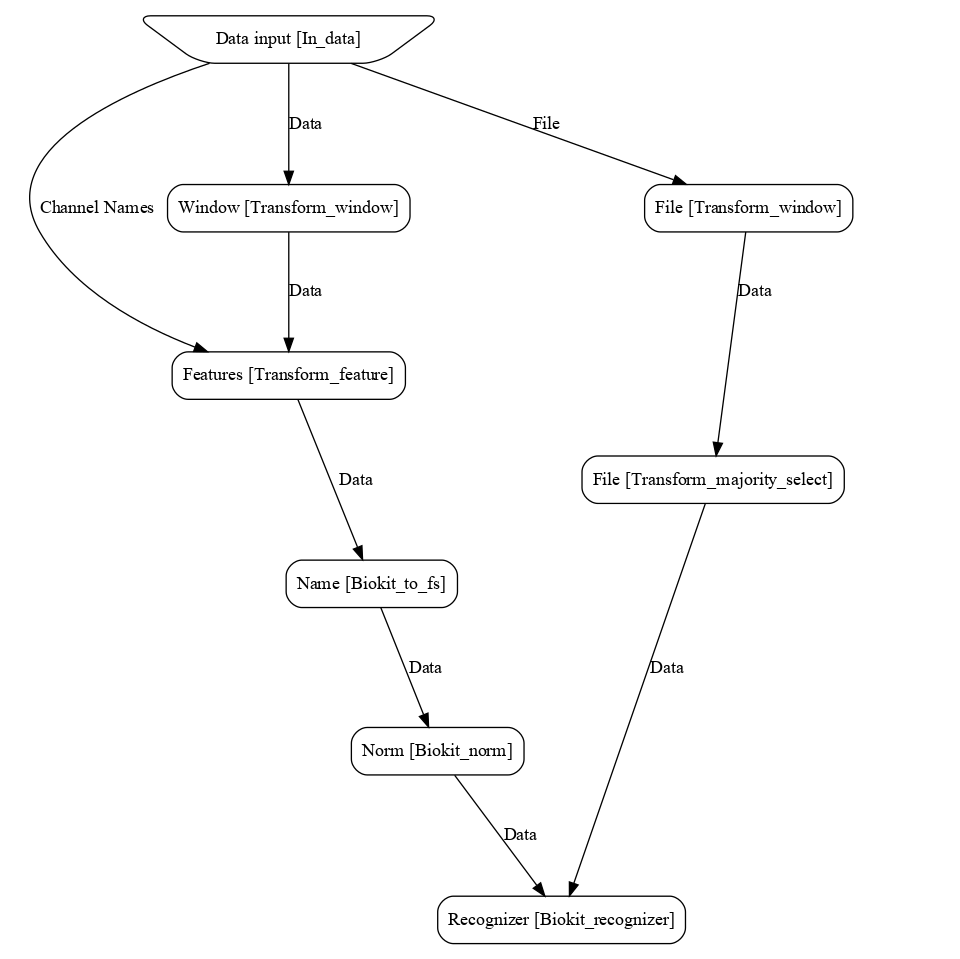 Data input [In_data]
Data
File
Channel Names
Window [Transform_window]
File [Transform_window]
Data
Data
Features [Transform_feature]
Data
File [Transform_majority_select]
Name [Biokit_to_fs]
Data
Data
Norm [Biokit_norm]
Data
Recognizer [Biokit_recognizer]